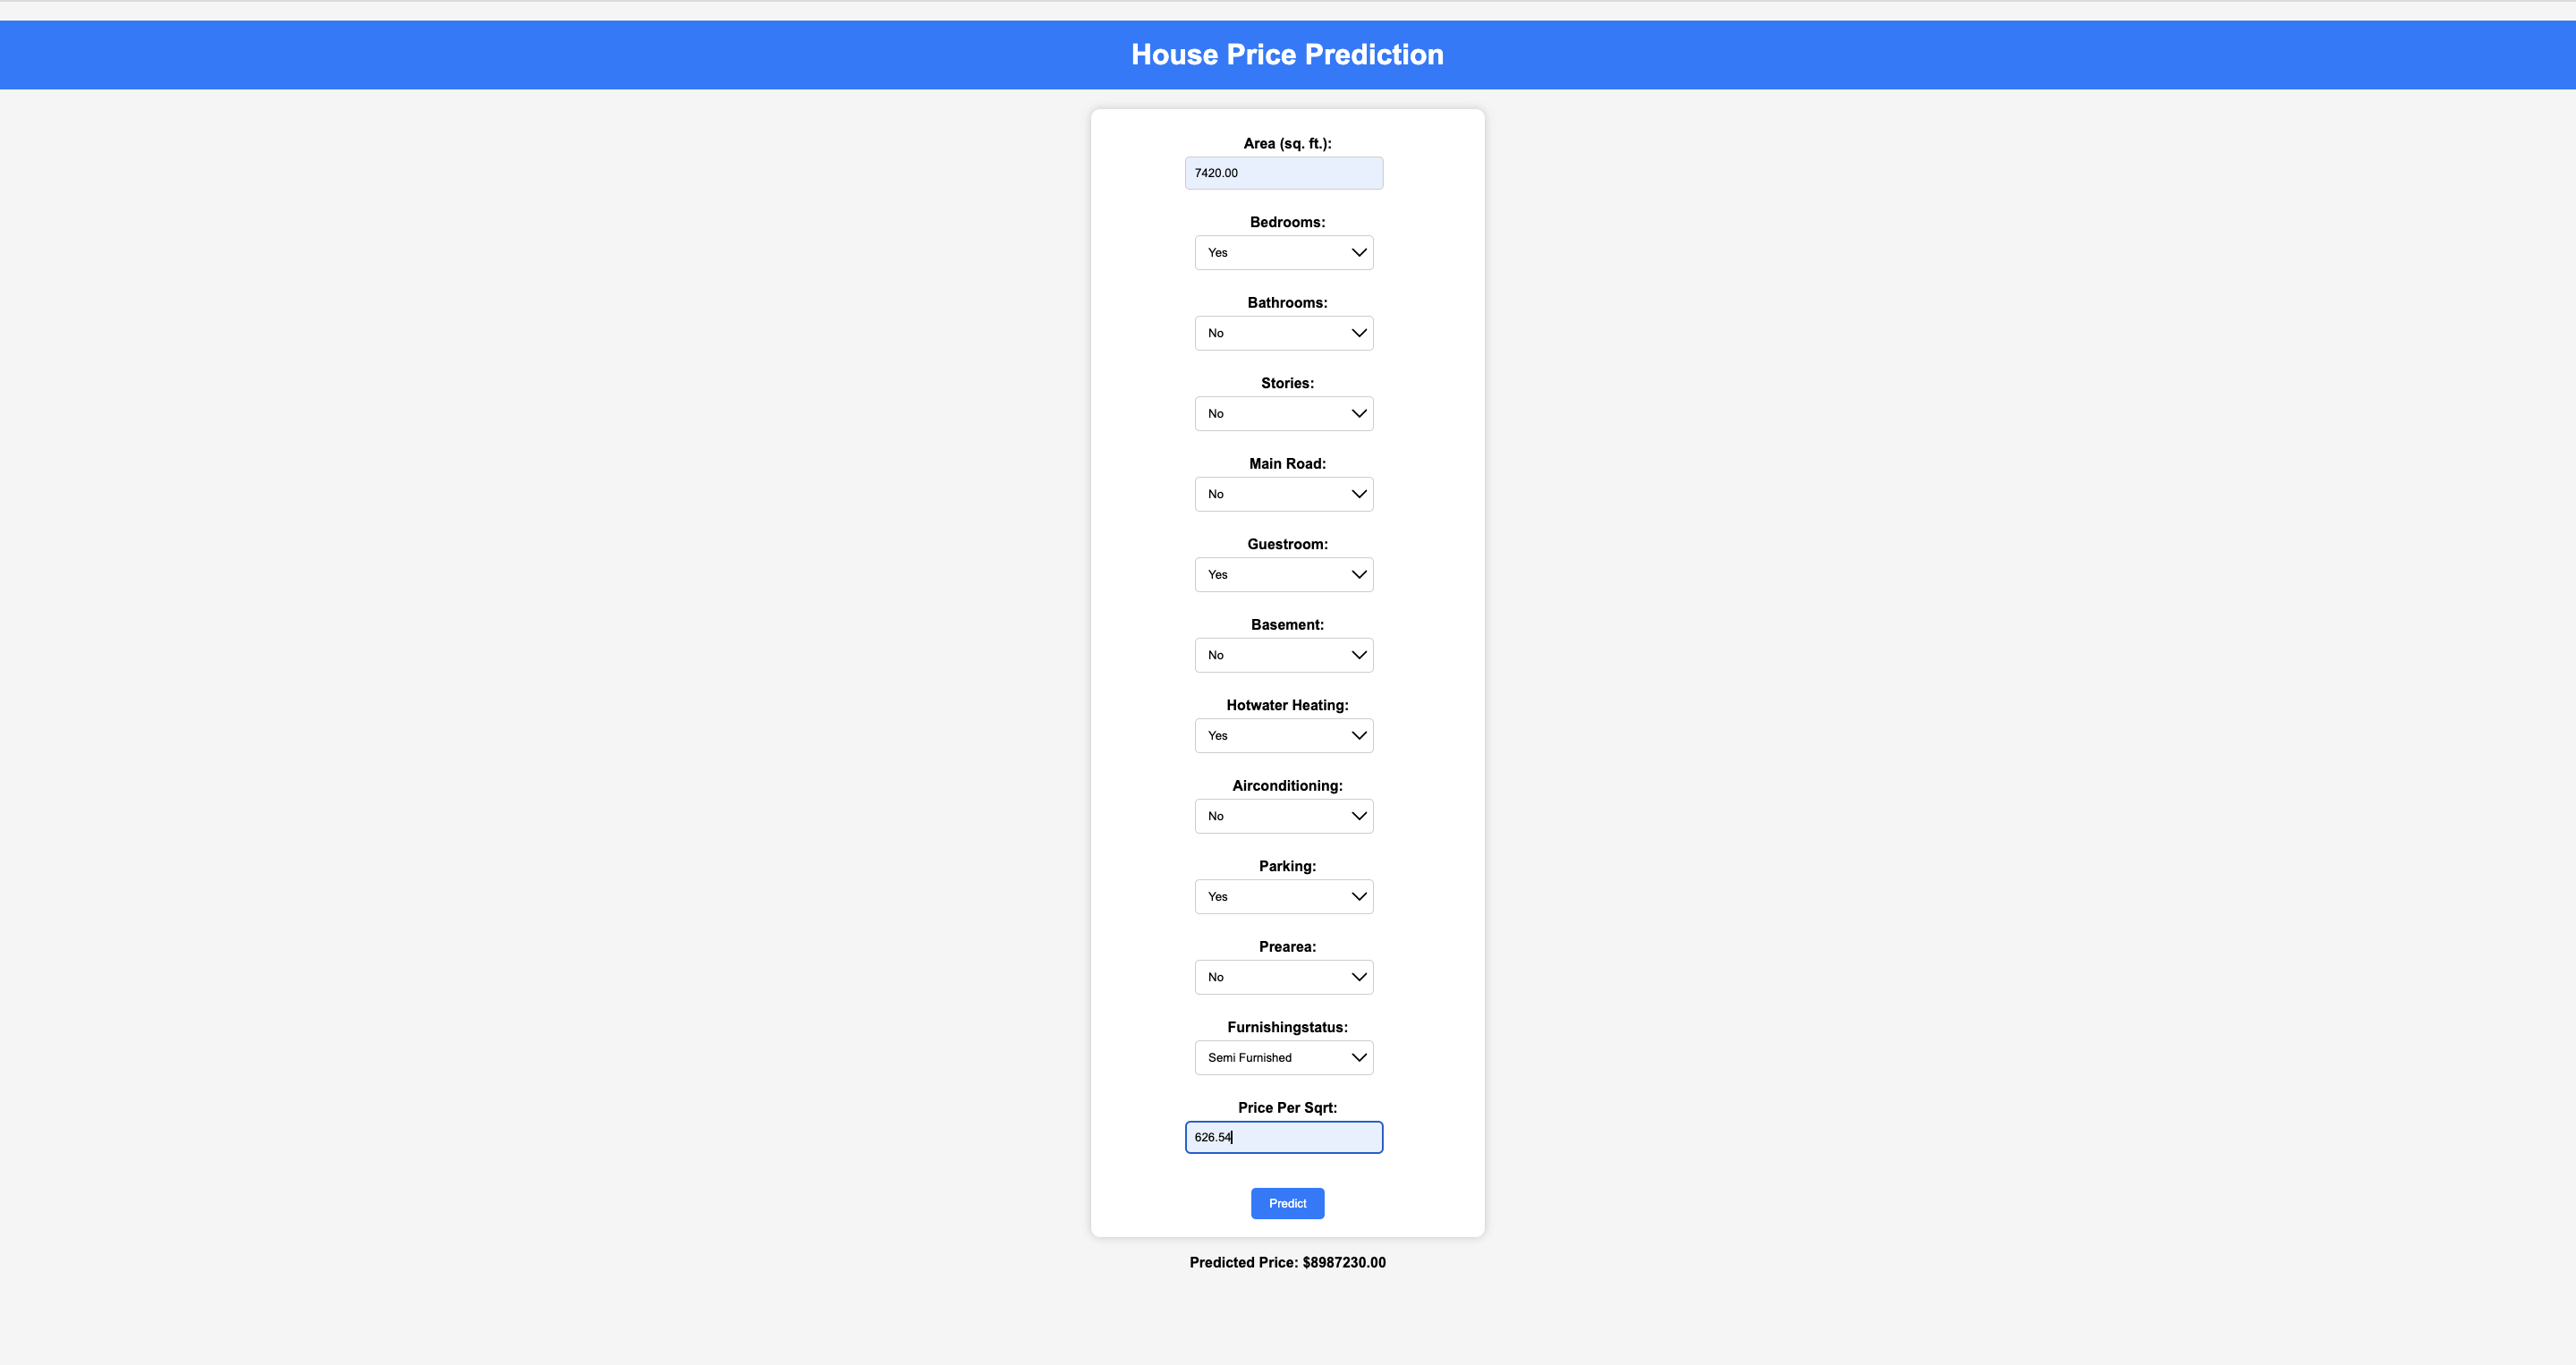 House Price Prediction
Area (sq. ft.):
7420.00
Bedrooms:
Yes
Bathrooms:
No
Stories:
No
Main Road:
No
Guestroom:
Yes
Basement:
No
Hotwater Heating:
Yes
Airconditioning:
No
Parking:
Yes
Prearea:
No
Furnishingstatus:
Semi Furnished
Price Per Sqrt:
626.54
Predict
Predicted Price: $8987230.00